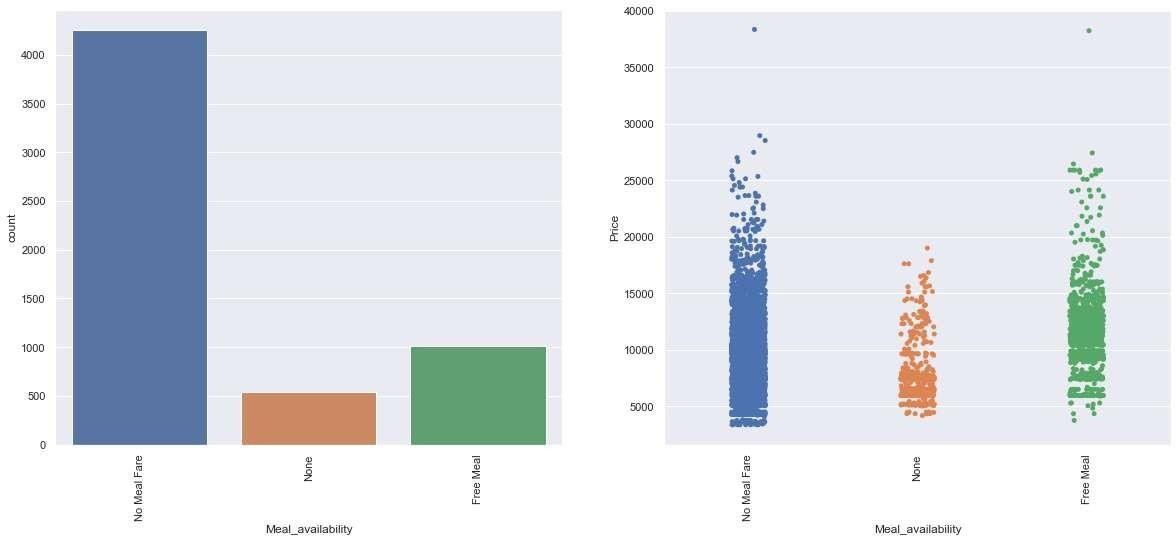 4000
3500
3000
2500
2000
1500
1000
500
0
count
No Meal Fare
None
Free Meal
Meal_availability
40000
35000
30000
25000
20000
15000
10000
5000
Price
No Meal Fare
None
Free Meal
Meal_availability